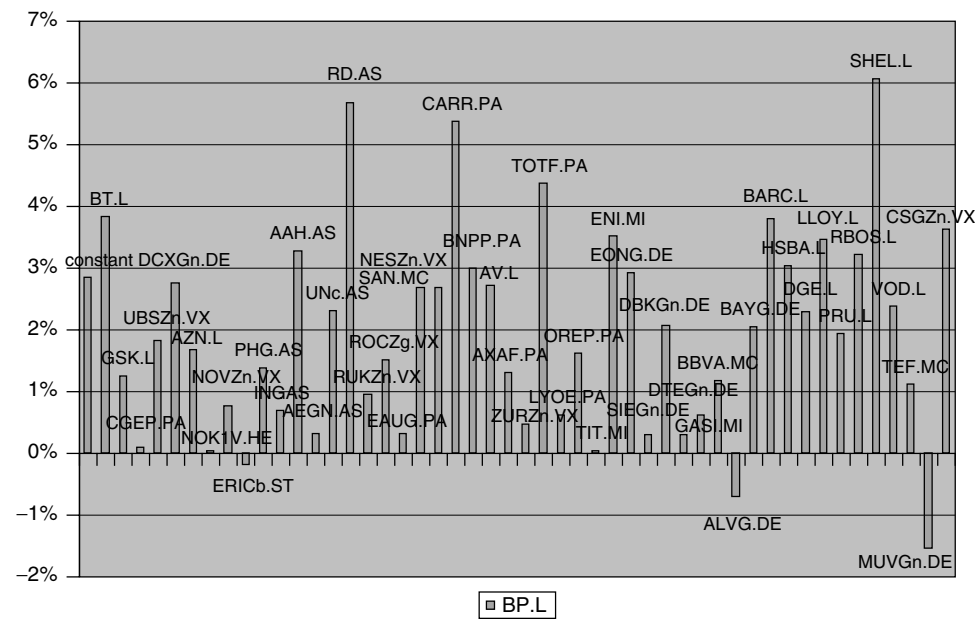 7%
6%
5%
4%
3%
2%
1%
0%
–1%
–2%
SHEL.L
RD.AS
CARR.PA
TOTF.PA
BT.L
BARC.L
LLOY.L
CSGZn.VX
AAH.AS
ENI.MI
RBOS.L
BNPP.PA
HSBA.L
constant DCXGn.DE
NESZn.VX
EONG.DE
SAN.MC
AV.L
UNc.AS
DGE.L
VOD.L
DBKGn.DE
BAYG.DE
UBSZn.VX
PRU.L
AZN.L
ROCZg.VX
OREP.PA
PHG.AS
GSK.L
AXAF.PA
BBVA.MC
TEF.MC
NOVZn.VX
RUKZn.VX
INGAS
DTEGn.DE
LYOE.PA
AEGN.AS
SIEGn.DE
CGEP.PA
EAUG.PA
ZURZn.VX
GASI.MI
NOK1V.HE
TIT.MI
ERICb.ST
ALVG.DE
MUVGn.DE
BP.L